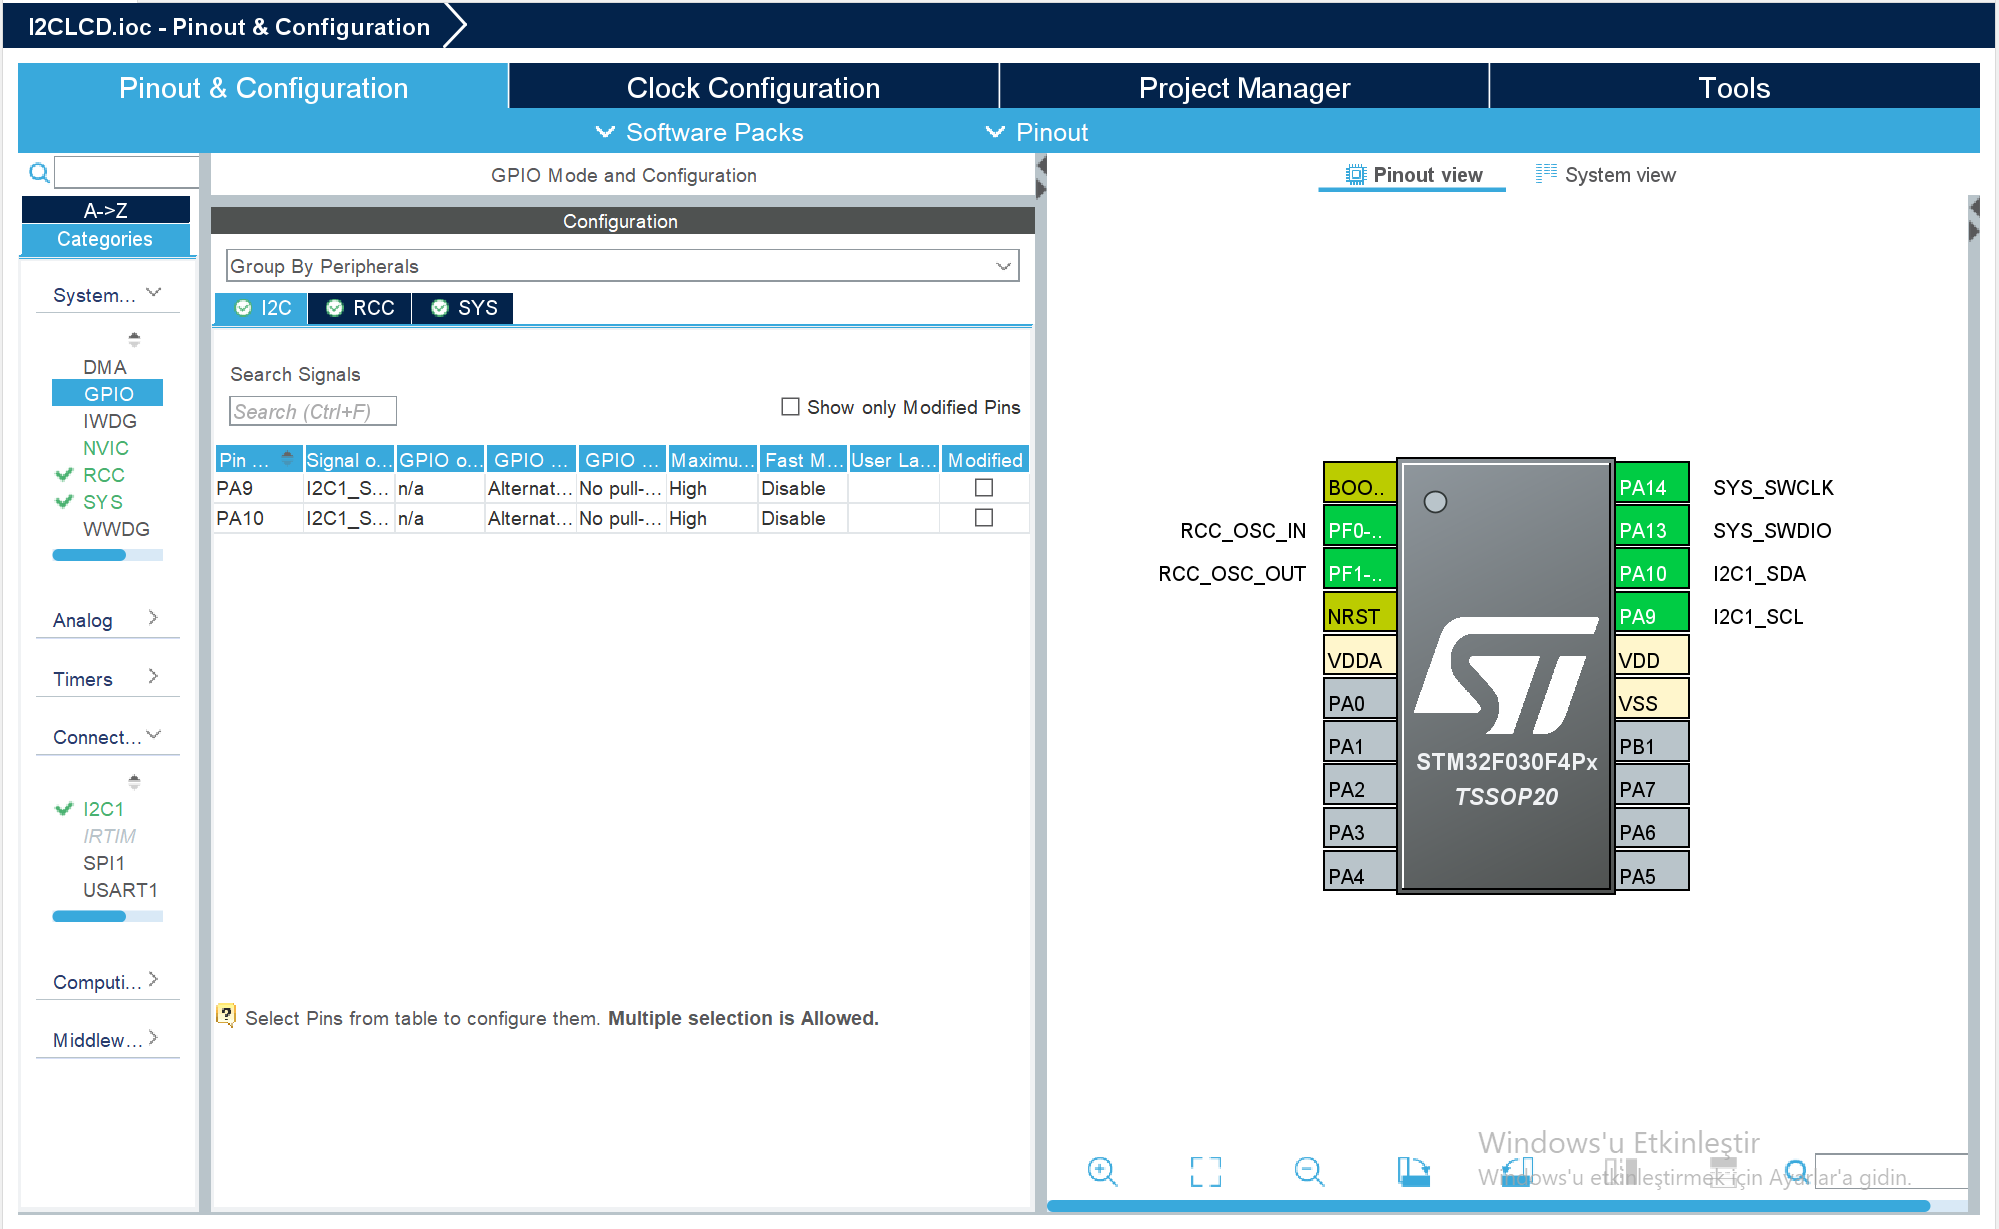 I2CLCD.ioc - Pinout & Configuration
Pinout & Configuration
Clock Configuration
Project Manager
Tools
Software Packs
Pinout
A->Z
Categories
System...
DMA
GPIO
IWDG
NVIC
RCC
SYS
WWDG
Analog
Timers
Connect...
I2C1
IRTIM
SPI1
USART1
Computi...
Middlew...
GPIO Mode and Configuration
Configuration
Group By Peripherals
I2C
RCC
SYS
Search Signals
Search (Ctrl+F)
Show only Modified Pins
Pin ... Signal o... GPIO o... GPIO ... GPIO ... Maximu... Fast M... User La... Modified
PA9 I2C1_S... n/a Alternat... No pull-... High Disable
PA10 I2C1_S... n/a Alternat... No pull-... High Disable
Select Pins from table to configure them. Multiple selection is Allowed.
Pinout view
System view
BOO.. PA14 SYS_SWCLK
RCC_OSC_IN PF0-.. PA13 SYS_SWDIO
RCC_OSC_OUT PF1-.. PA10 I2C1_SDA
NRST PA9 I2C1_SCL
VDDA VDD
PA0 VSS
PA1 PB1
PA2 PA7
PA3 PA6
PA4 PA5
ST
STM32F030F4Px
TSSOP20
Windows'u Etkinleştir
Windows'u etkinleştirmek için Ayarlar'a gidin.